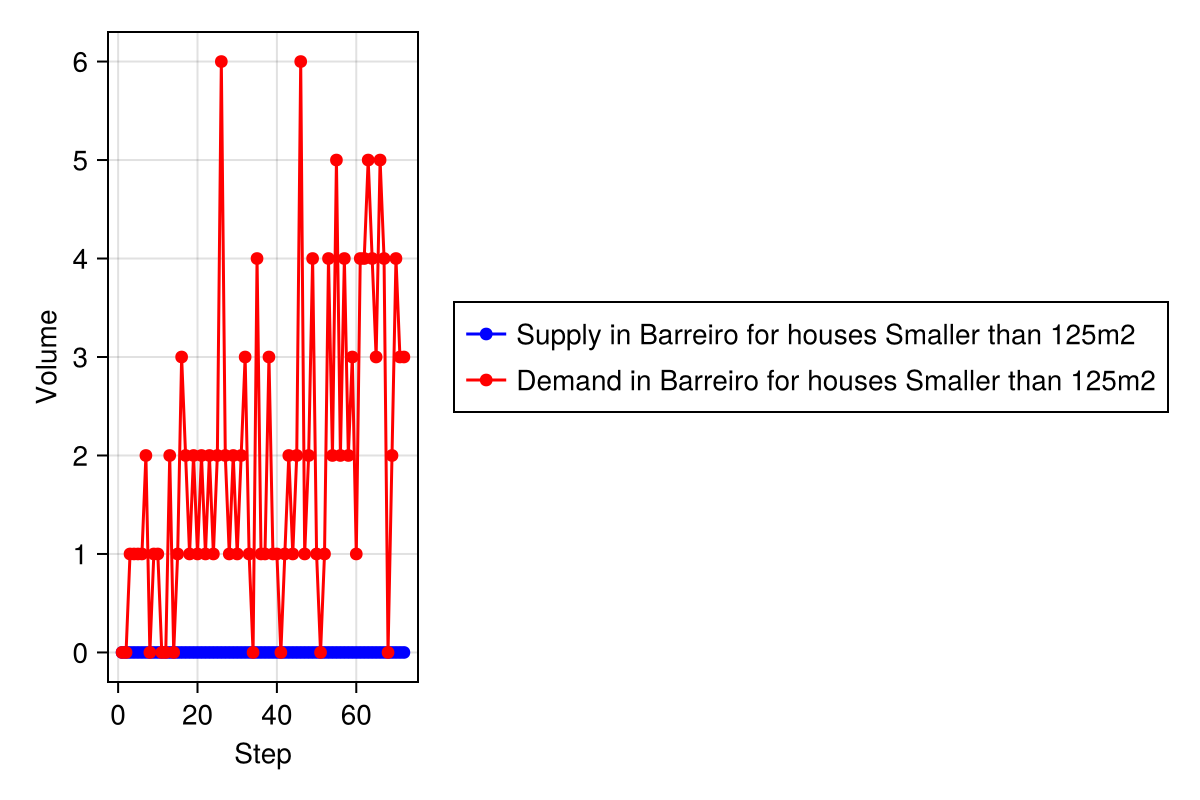 6
5
4
3
2
1
0
Volume
0 20 40 60
Step
Supply in Barreiro for houses Smaller than 125m2
Demand in Barreiro for houses Smaller than 125m2